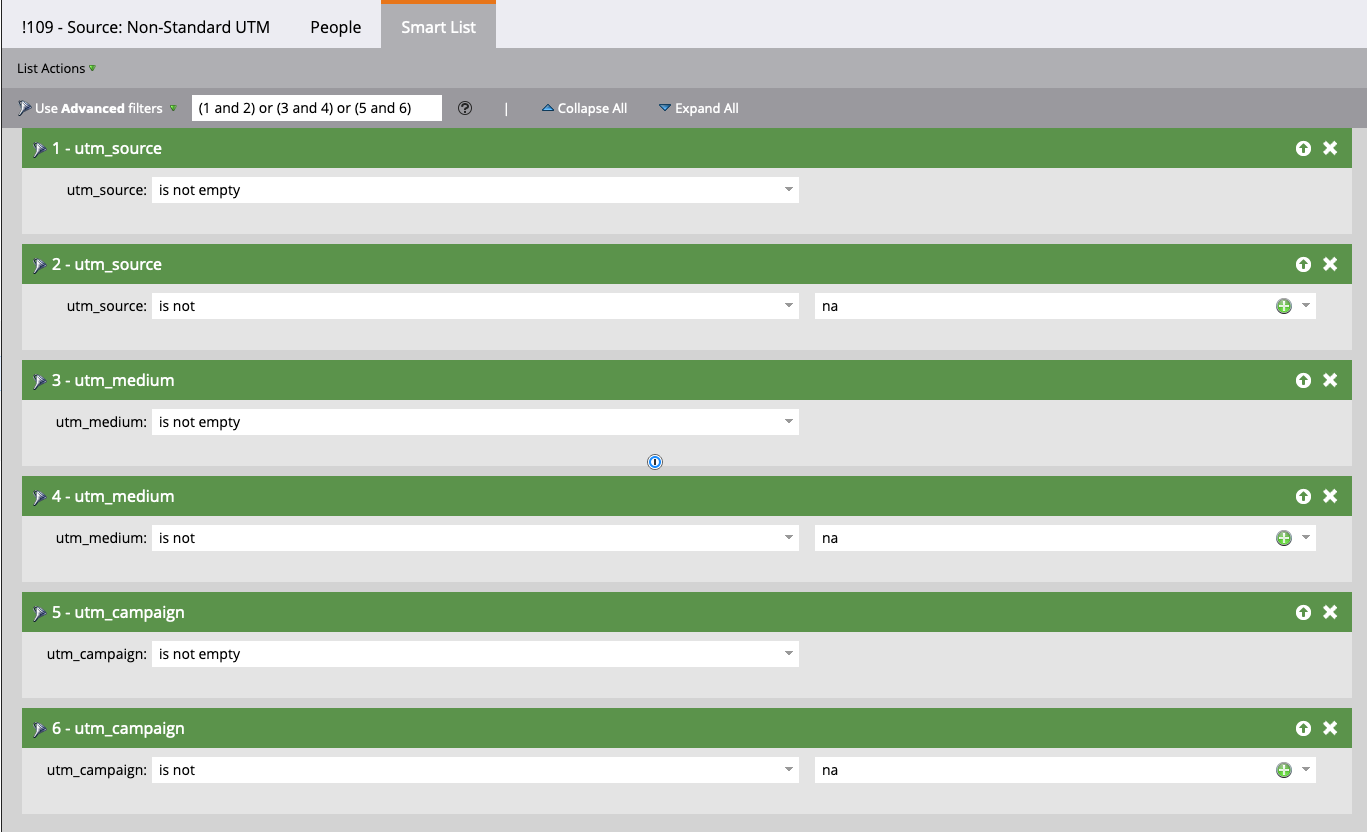 !109 - Source: Non-Standard UTM People Smart List
List Actions
Use Advanced filters (1 and 2) or (3 and 4) or (5 and 6) ? | Collapse All Expand All
1 - utm_source
utm_source: is not empty
2 - utm_source
utm_source: is not na
3 - utm_medium
utm_medium: is not empty
4 - utm_medium
utm_medium: is not na
5 - utm_campaign
utm_campaign: is not empty
6 - utm_campaign
utm_campaign: is not na